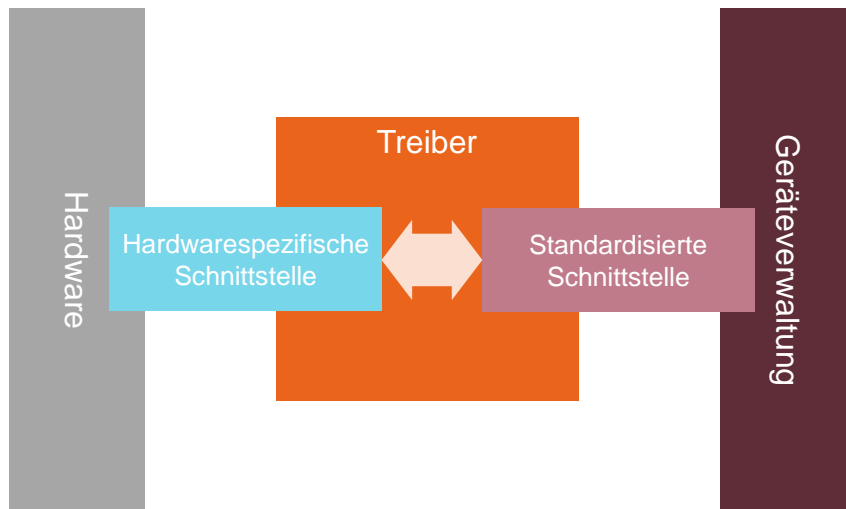 Hardware
Treiber
Hardwarespezifische
Schnittstelle
Standardisierte
Schnittstelle
Geräteverwaltung